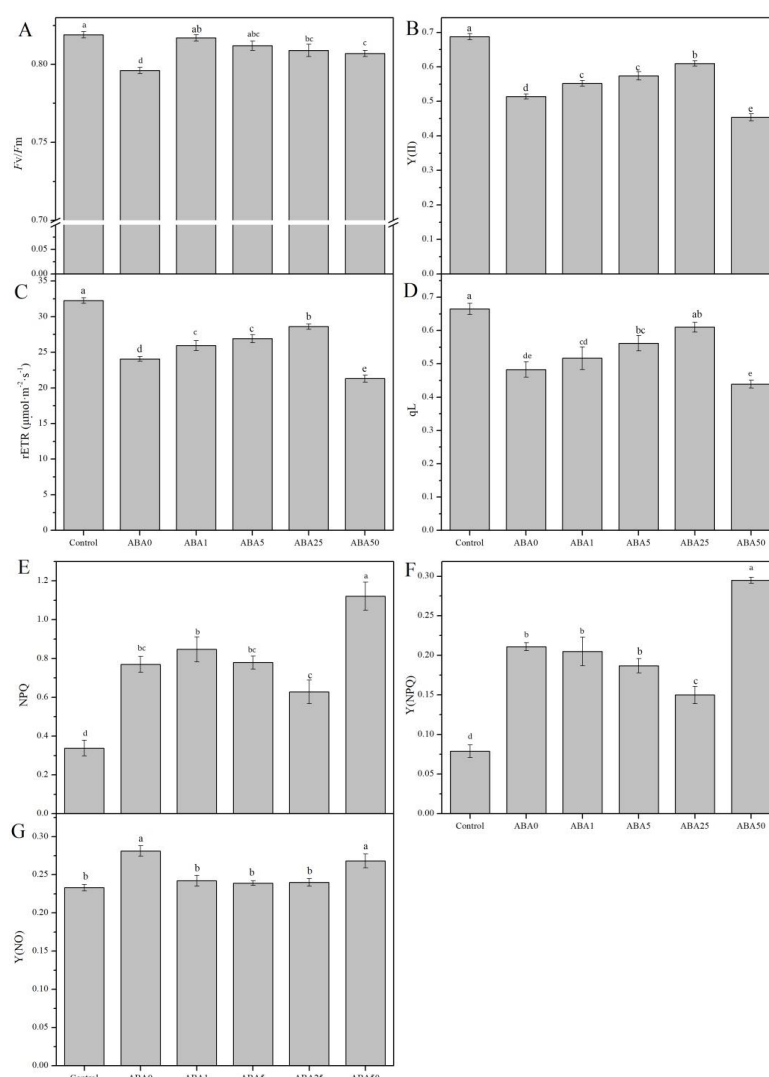 A
a
d
ab
abc
bc
c
Fv/Fm
0.80
0.75
0.70
0.05
0.00
B
a
d
c
c
b
e
Y(II)
0.7
0.6
0.5
0.4
0.3
0.2
0.1
0.0
C
a
d
c
c
b
e
rETR (μmol·m⁻²·s⁻¹)
35
30
25
20
15
10
5
0
Control ABA0 ABA1 ABA5 ABA25 ABA50
D
a
de
cd
bc
ab
e
qL
0.7
0.6
0.5
0.4
0.3
0.2
0.1
0.0
Control ABA0 ABA1 ABA5 ABA25 ABA50
E
d
bc
b
bc
c
a
NPQ
1.2
1.0
0.8
0.6
0.4
0.2
0.0
F
d
b
b
b
c
a
Y(NPQ)
0.30
0.25
0.20
0.15
0.10
0.05
0.00
Control ABA0 ABA1 ABA5 ABA25 ABA50
G
b
a
b
b
b
a
Y(NO)
0.30
0.25
0.20
0.15
0.10
0.05
0.00
Control ABA0 ABA1 ABA5 ABA25 ABA50